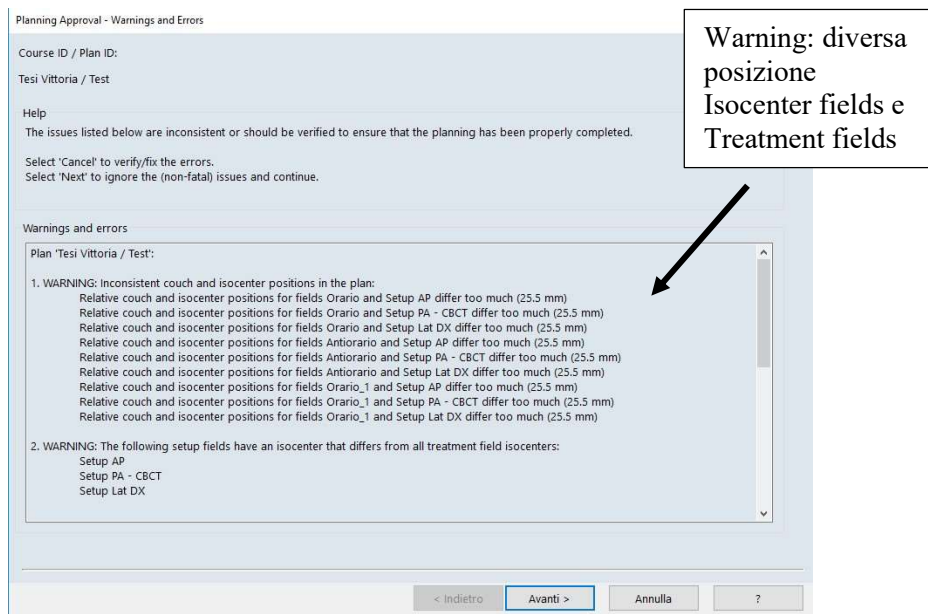 Planning Approval - Warnings and Errors
Course ID / Plan ID:
Tesi Vittoria / Test
Help
The issues listed below are inconsistent or should be verified to ensure that the planning has been properly completed.
Select 'Cancel' to verify/fix the errors.
Select 'Next' to ignore the (non-fatal) issues and continue.
Warning: diversa
posizione
Isocenter fields e
Treatment fields
Warnings and errors
Plan 'Tesi Vittoria / Test':
1. WARNING: Inconsistent couch and isocenter positions in the plan:
Relative couch and isocenter positions for fields Orario and Setup AP differ too much (25.5 mm)
Relative couch and isocenter positions for fields Orario and Setup PA - CBCT differ too much (25.5 mm)
Relative couch and isocenter positions for fields Orario and Setup Lat DX differ too much (25.5 mm)
Relative couch and isocenter positions for fields Antiorario and Setup AP differ too much (25.5 mm)
Relative couch and isocenter positions for fields Antiorario and Setup PA - CBCT differ too much (25.5 mm)
Relative couch and isocenter positions for fields Antiorario and Setup Lat DX differ too much (25.5 mm)
Relative couch and isocenter positions for fields Orario_1 and Setup AP differ too much (25.5 mm)
Relative couch and isocenter positions for fields Orario_1 and Setup PA - CBCT differ too much (25.5 mm)
Relative couch and isocenter positions for fields Orario_1 and Setup Lat DX differ too much (25.5 mm)
2. WARNING: The following setup fields have an isocenter that differs from all treatment field isocenters:
Setup AP
Setup PA - CBCT
Setup Lat DX
< Indietro
Avanti >
Annulla
?